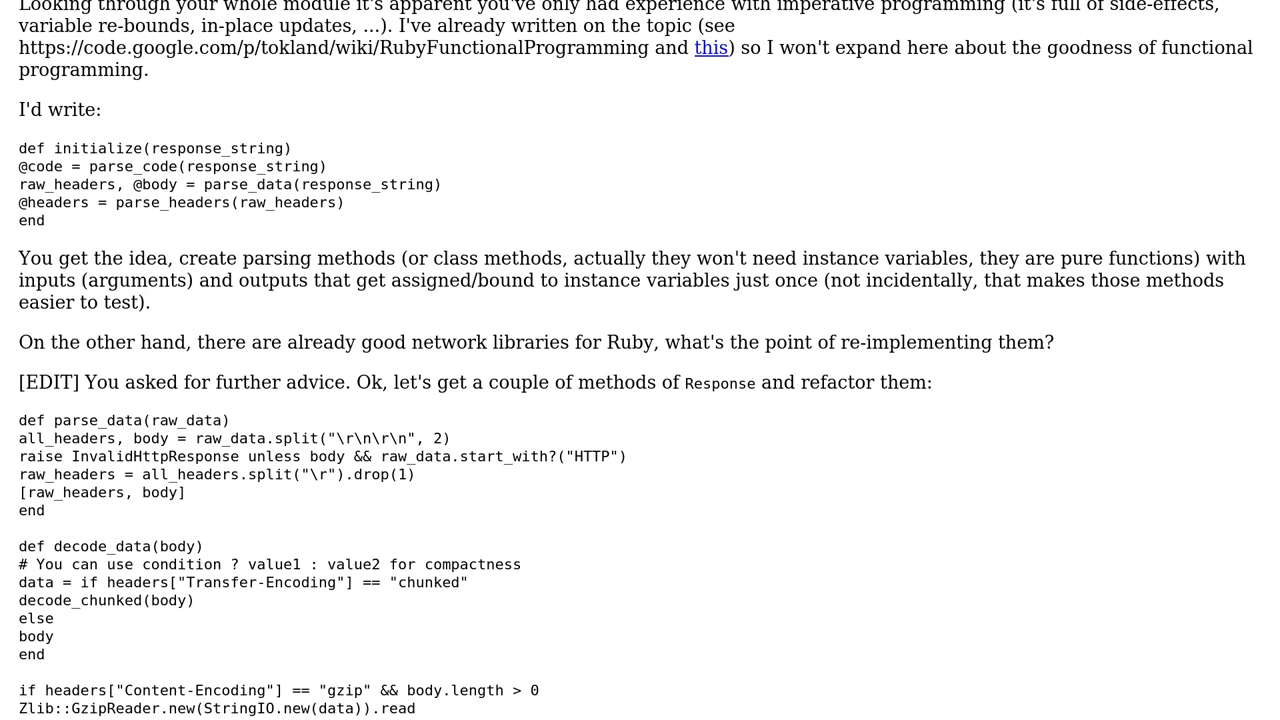 Looking through your whole module it's apparent you've only had experience with imperative programming (it's full of side-effects,
variable re-bounds, in-place updates, ...). I've already written on the topic (see
https://code.google.com/p/tokland/wiki/RubyFunctionalProgramming and this) so I won't expand here about the goodness of functional
programming.
I'd write:
def initialize(response_string)
@code = parse_code(response_string)
raw_headers, @body = parse_data(response_string)
@headers = parse_headers(raw_headers)
end
You get the idea, create parsing methods (or class methods, actually they won't need instance variables, they are pure functions) with
inputs (arguments) and outputs that get assigned/bound to instance variables just once (not incidentally, that makes those methods
easier to test).
On the other hand, there are already good network libraries for Ruby, what's the point of re-implementing them?
[EDIT] You asked for further advice. Ok, let's get a couple of methods of Response and refactor them:
def parse_data(raw_data)
all_headers, body = raw_data.split("\r\n\r\n", 2)
raise InvalidHttpResponse unless body && raw_data.start_with?("HTTP")
raw_headers = all_headers.split("\r").drop(1)
[raw_headers, body]
end
def decode_data(body)
# You can use condition ? value1 : value2 for compactness
data = if headers["Transfer-Encoding"] == "chunked"
decode_chunked(body)
else
body
end
if headers["Content-Encoding"] == "gzip" && body.length > 0
Zlib::GzipReader.new(StringIO.new(data)).read